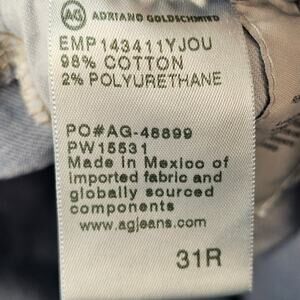 AG ADRIANO GOLDSCHMIED
EMP143411YJOU
98% COTTON
2% POLYURETHANE
PO#AG-48899
PW15531
Made in Mexico of
imported fabric and
globally sourced
components
www.agjeans.com
31R